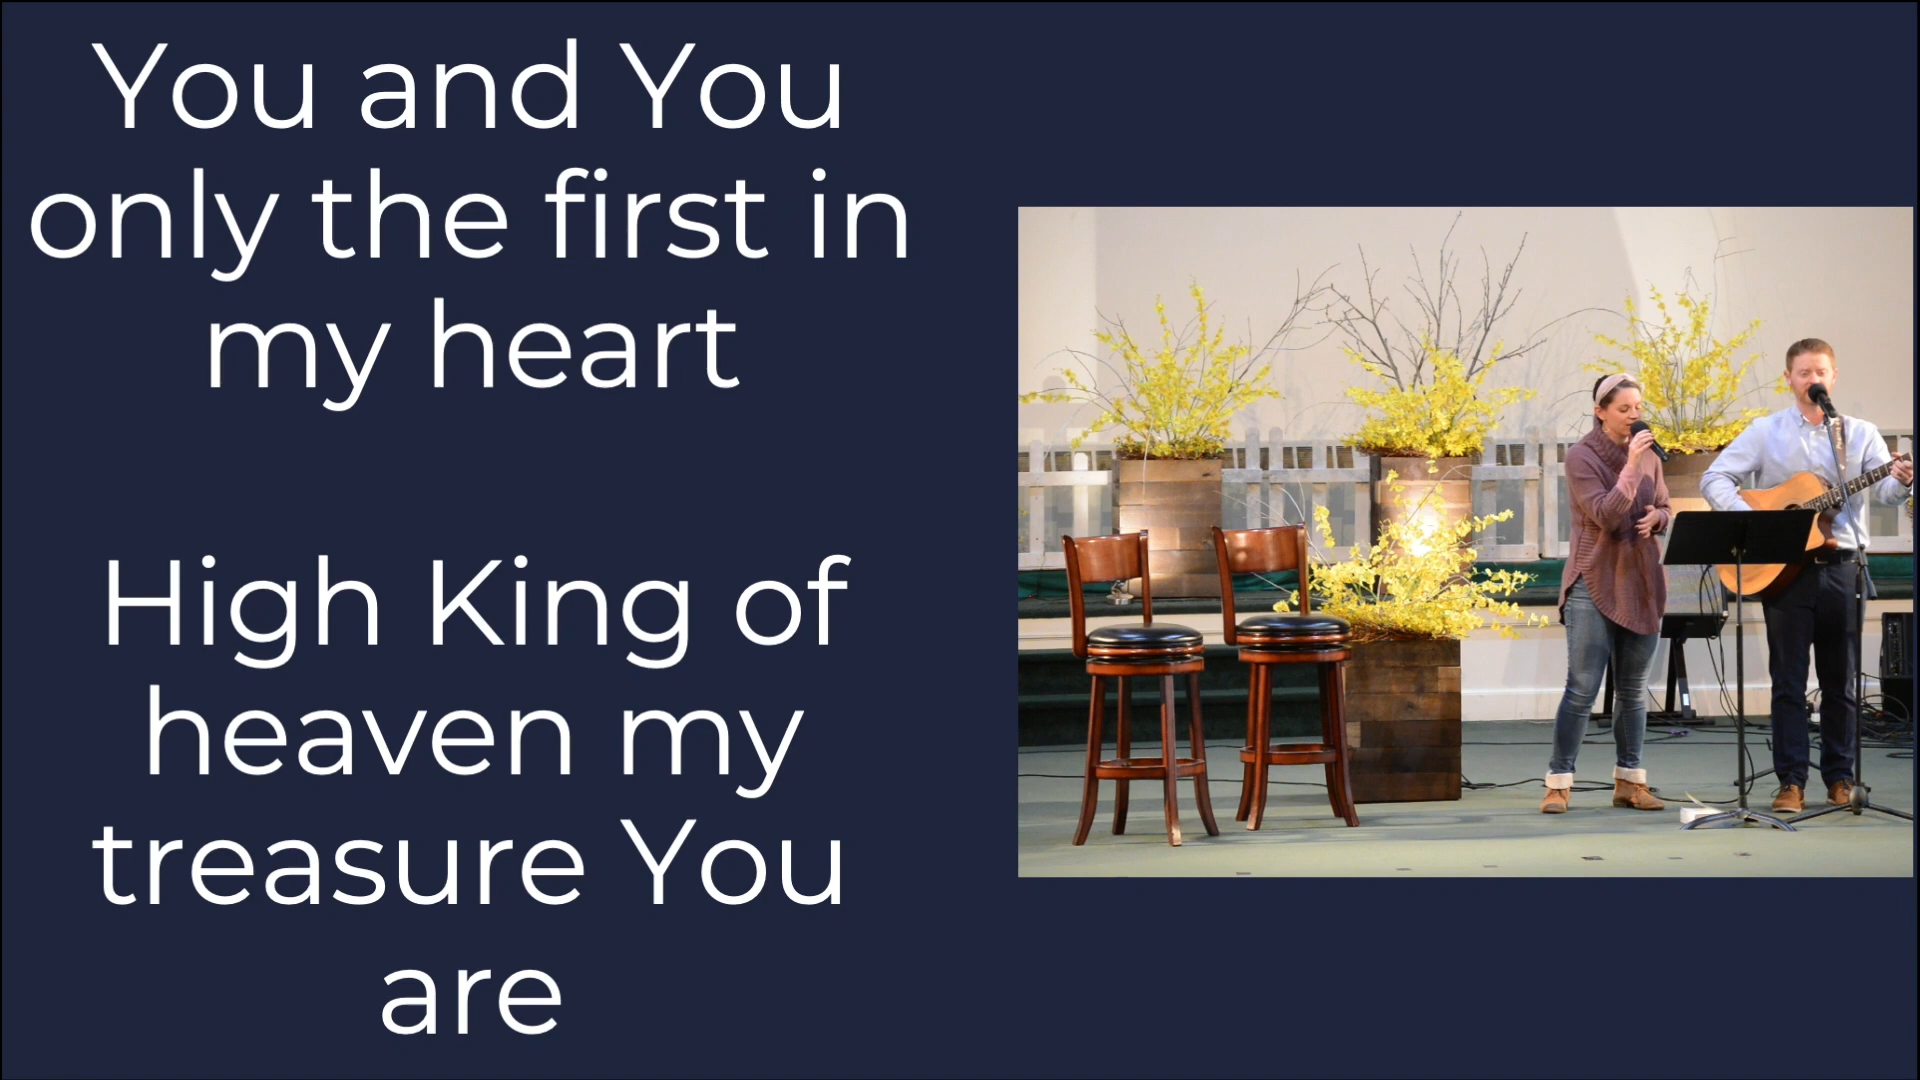 You and You
only the first in
my heart
High King of
heaven my
treasure You
are